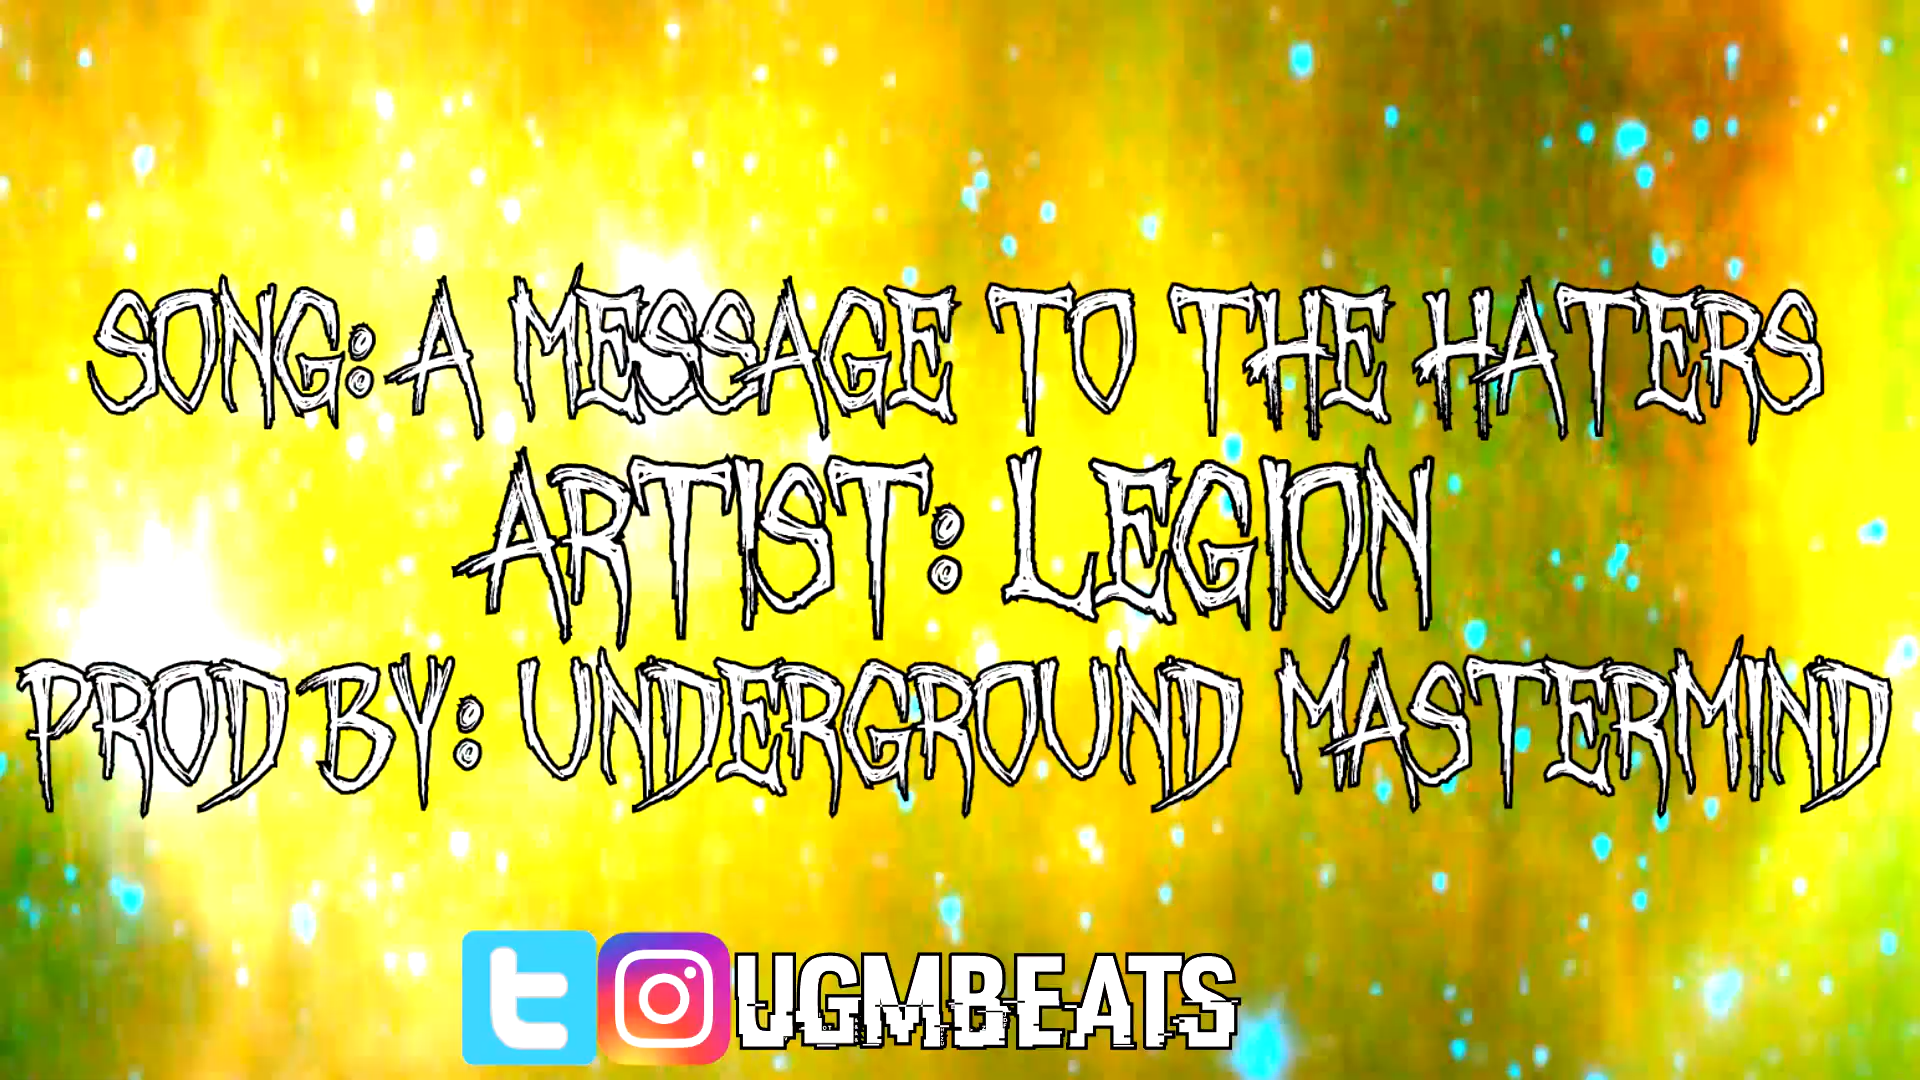 SONG: A MESSAGE TO THE HATERS
ARTIST: LEGION
PROD BY: UNDERGROUND MASTERMIND
UGMBEATS